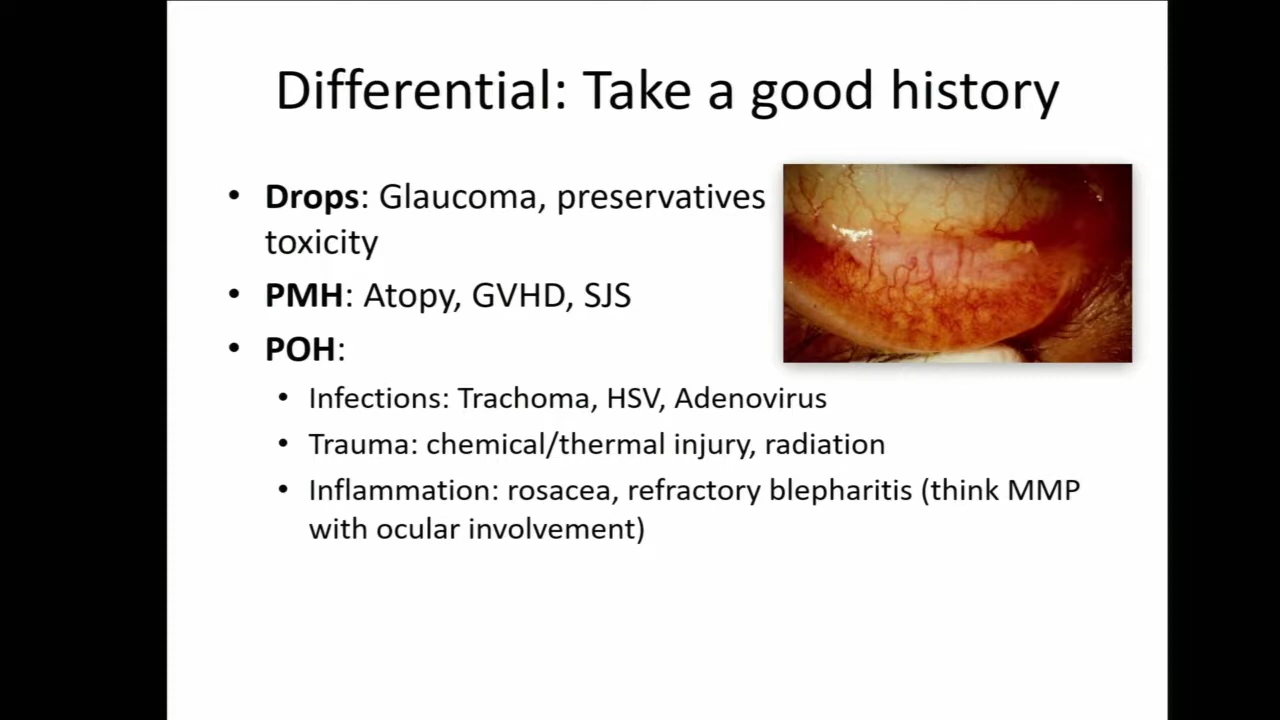 Differential: Take a good history
• Drops: Glaucoma, preservatives
toxicity
• PMH: Atopy, GVHD, SJS
• POH:
• Infections: Trachoma, HSV, Adenovirus
• Trauma: chemical/thermal injury, radiation
• Inflammation: rosacea, refractory blepharitis (think MMP
with ocular involvement)